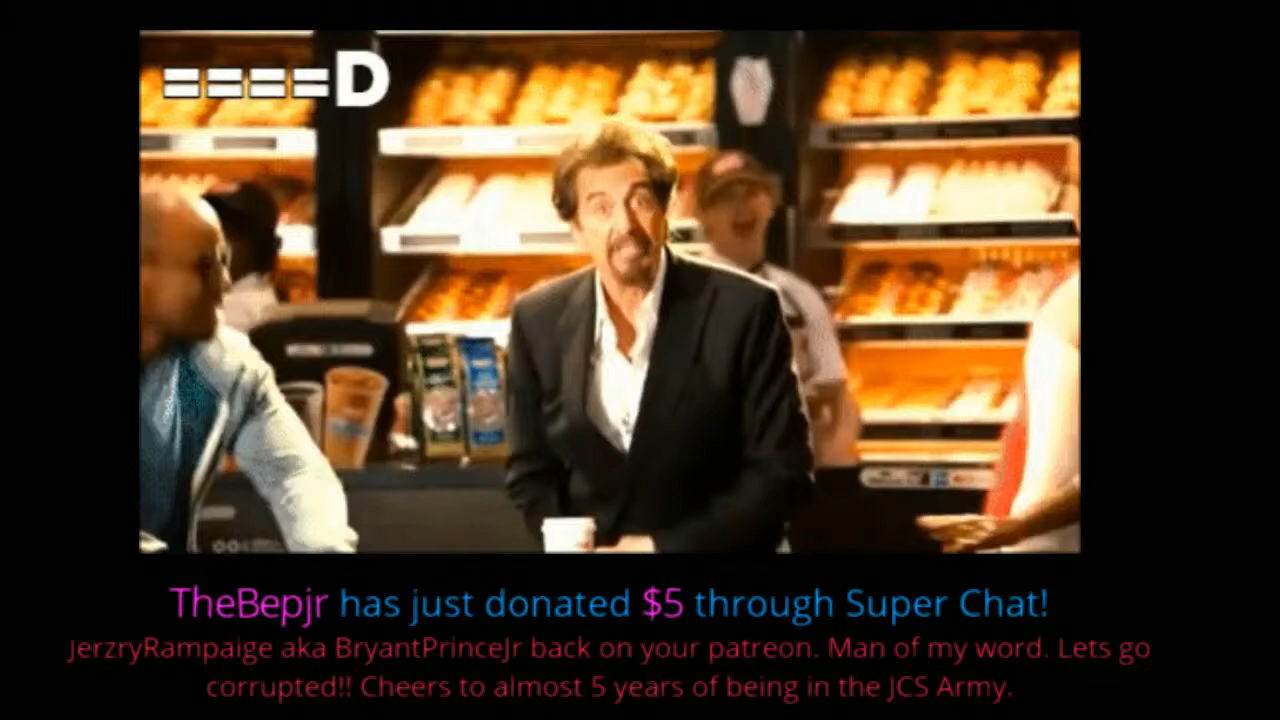 ====D
TheBepjr has just donated $5 through Super Chat!
JerzryRampaige aka BryantPrinceJr back on your patreon. Man of my word. Lets go
corrupted!! Cheers to almost 5 years of being in the JCS Army.